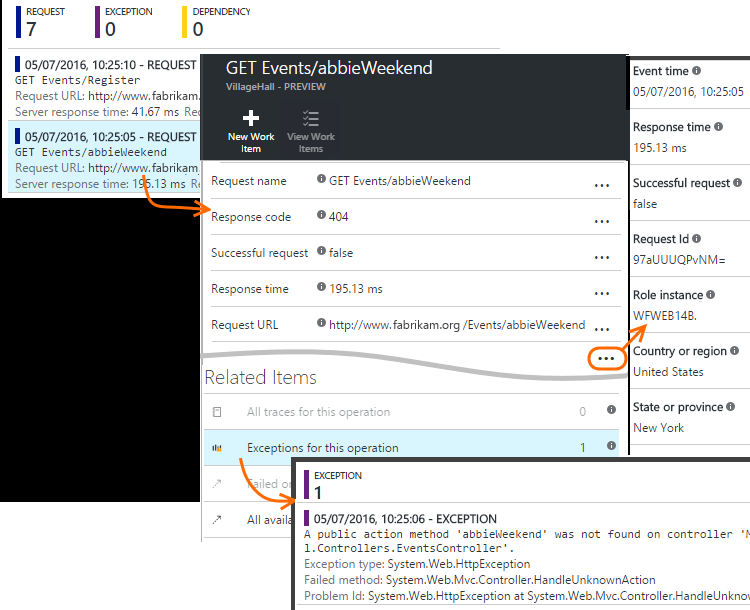 REQUEST
7
EXCEPTION
0
DEPENDENCY
0
05/07/2016, 10:25:10 - REQUEST
GET Events/Register
Request URL: http://www.fabrikam.
Server response time: 41.67 ms Re
05/07/2016, 10:25:05 - REQUEST
GET Events/abbieWeekend
Request URL: http://www.fabrikam
Server response time: 195.13 ms Re
GET Events/abbieWeekend
VillageHall - PREVIEW
New Work Item
View Work Items
Request name GET Events/abbieWeekend ...
Response code 404 ...
Successful request false ...
Response time 195.13 ms ...
Request URL http://www.fabrikam.org /Events/abbieWeekend ...
...
Related Items
All traces for this operation 0
Exceptions for this operation 1
Failed
All availa
Event time
05/07/2016, 10:25:05
Response time
195.13 ms
Successful request
false
Request Id
97aUUUQPvNM=
Role instance
WFWEB14B.
Country or region
United States
State or province
New York
EXCEPTION
1
05/07/2016, 10:25:06 - EXCEPTION
A public action method 'abbieWeekend' was not found on controller 'M
l.Controllers.EventsController'.
Exception type: System.Web.HttpException
Failed method: System.Web.Mvc.Controller.HandleUnknownAction
Problem Id: System.Web.HttpException at System.Web.Mvc.Controller.HandleUnknow